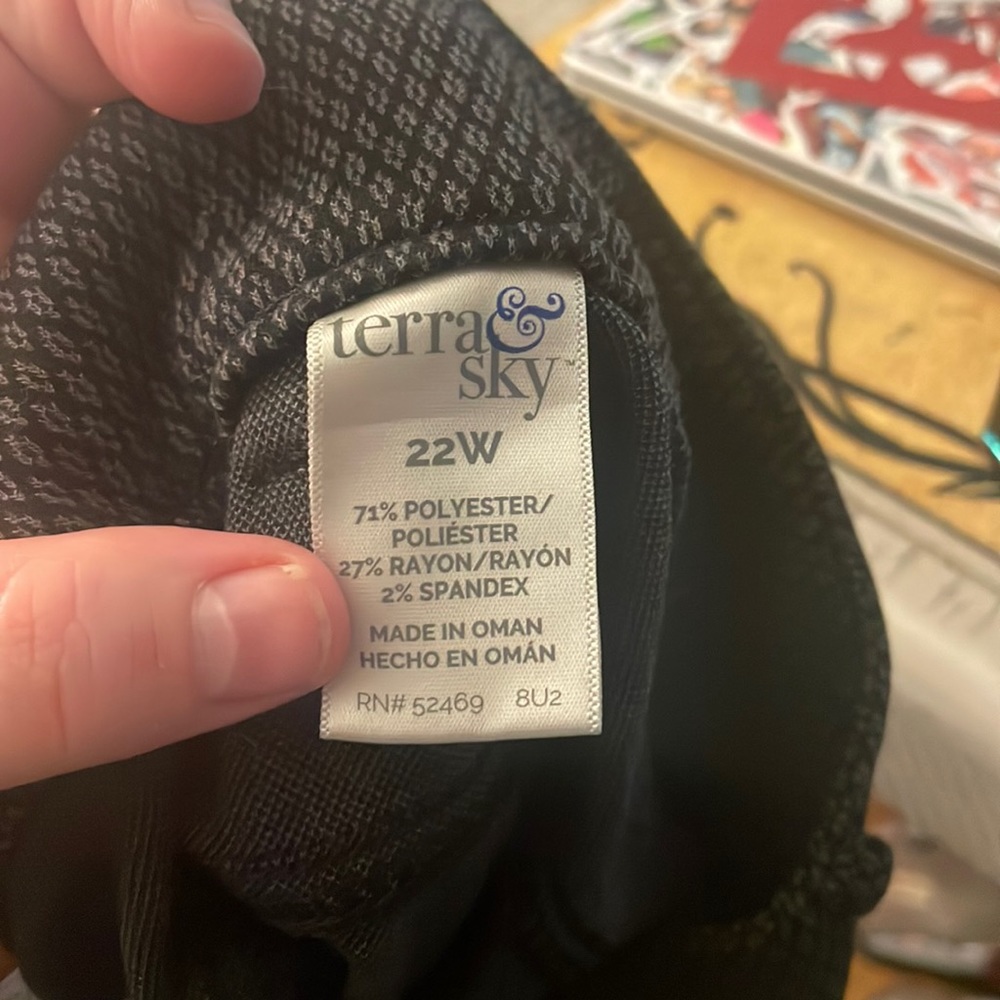 terra&
sky™
22W
71% POLYESTER/
POLIÉSTER
27% RAYON/RAYÓN
2% SPANDEX
MADE IN OMAN
HECHO EN OMÁN
RN# 52469 8U2